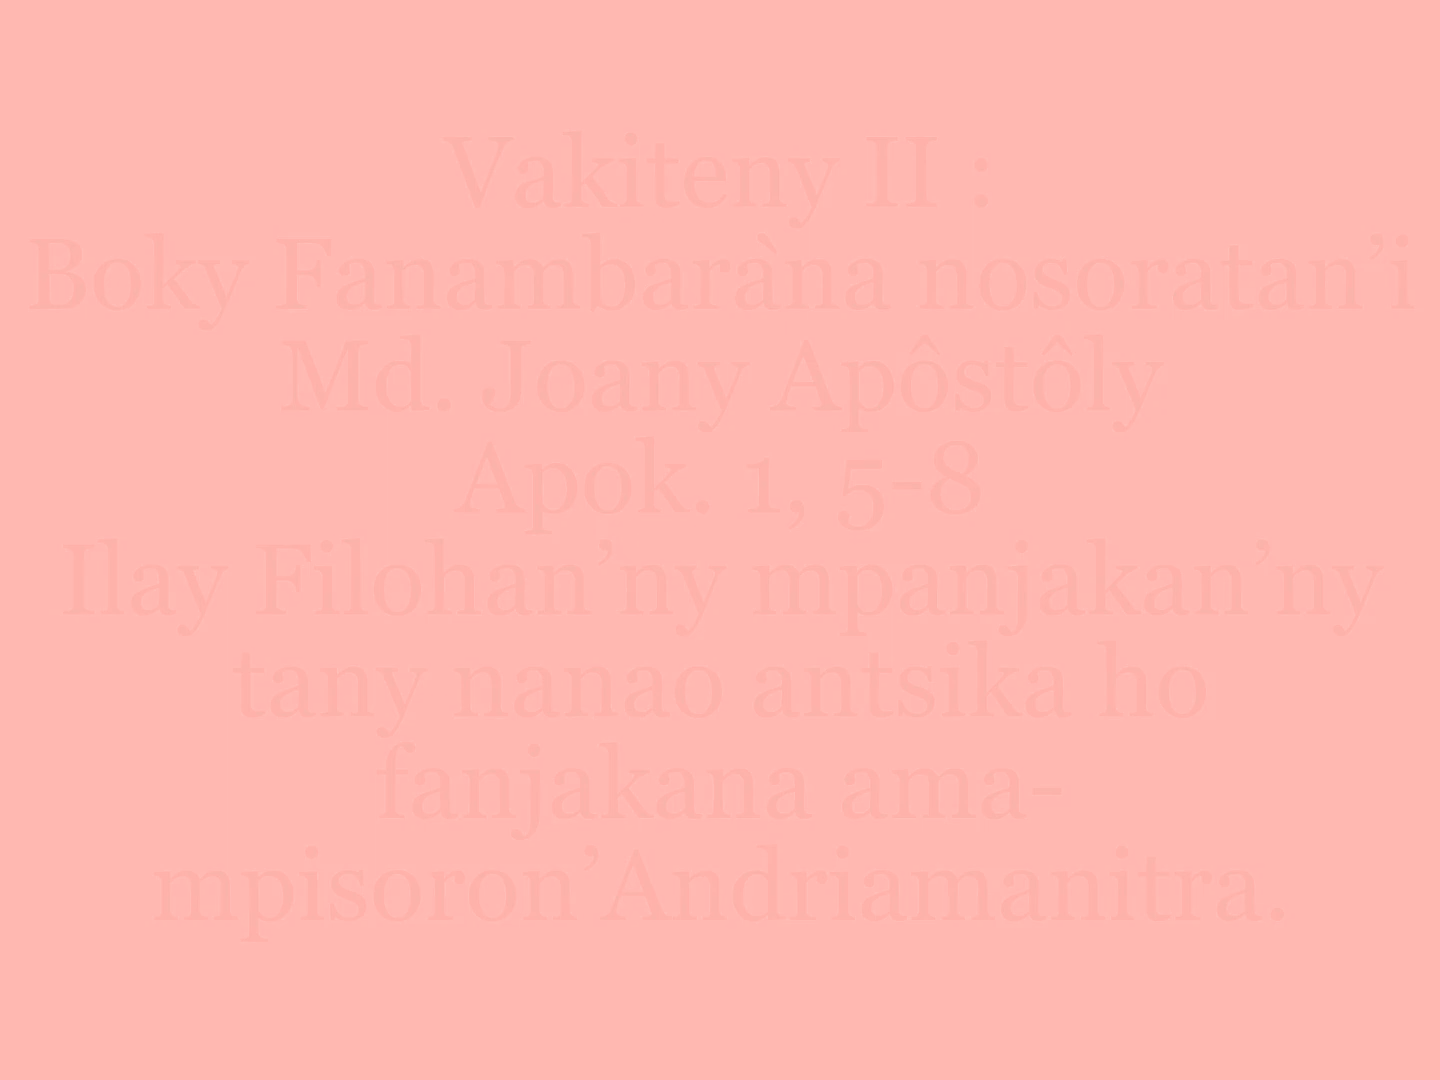 Vakiteny II :
Boky Fanambaràna nosoratan’i
Md. Joany Apôstôly
Apok. 1, 5-8
Ilay Filohan’ny mpanjakan’ny
tany nanao antsika ho
fanjakana ama-
mpisoron’Andriamanitra.